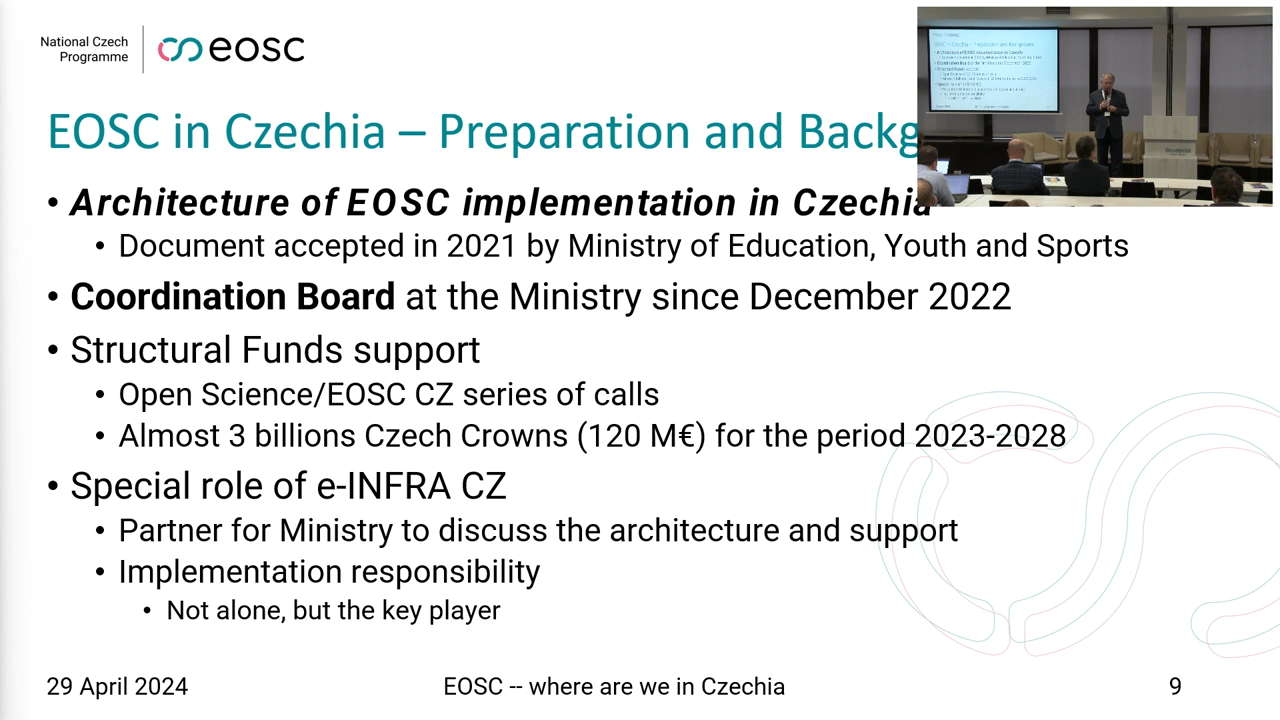 National Czech
Programme
eosc
EOSC in Czechia – Preparation and Backg
• Architecture of EOSC implementation in Czechia
• Document accepted in 2021 by Ministry of Education, Youth and Sports
• Coordination Board at the Ministry since December 2022
• Structural Funds support
• Open Science/EOSC CZ series of calls
• Almost 3 billions Czech Crowns (120 M€) for the period 2023-2028
• Special role of e-INFRA CZ
• Partner for Ministry to discuss the architecture and support
• Implementation responsibility
• Not alone, but the key player
29 April 2024
EOSC -- where are we in Czechia
9